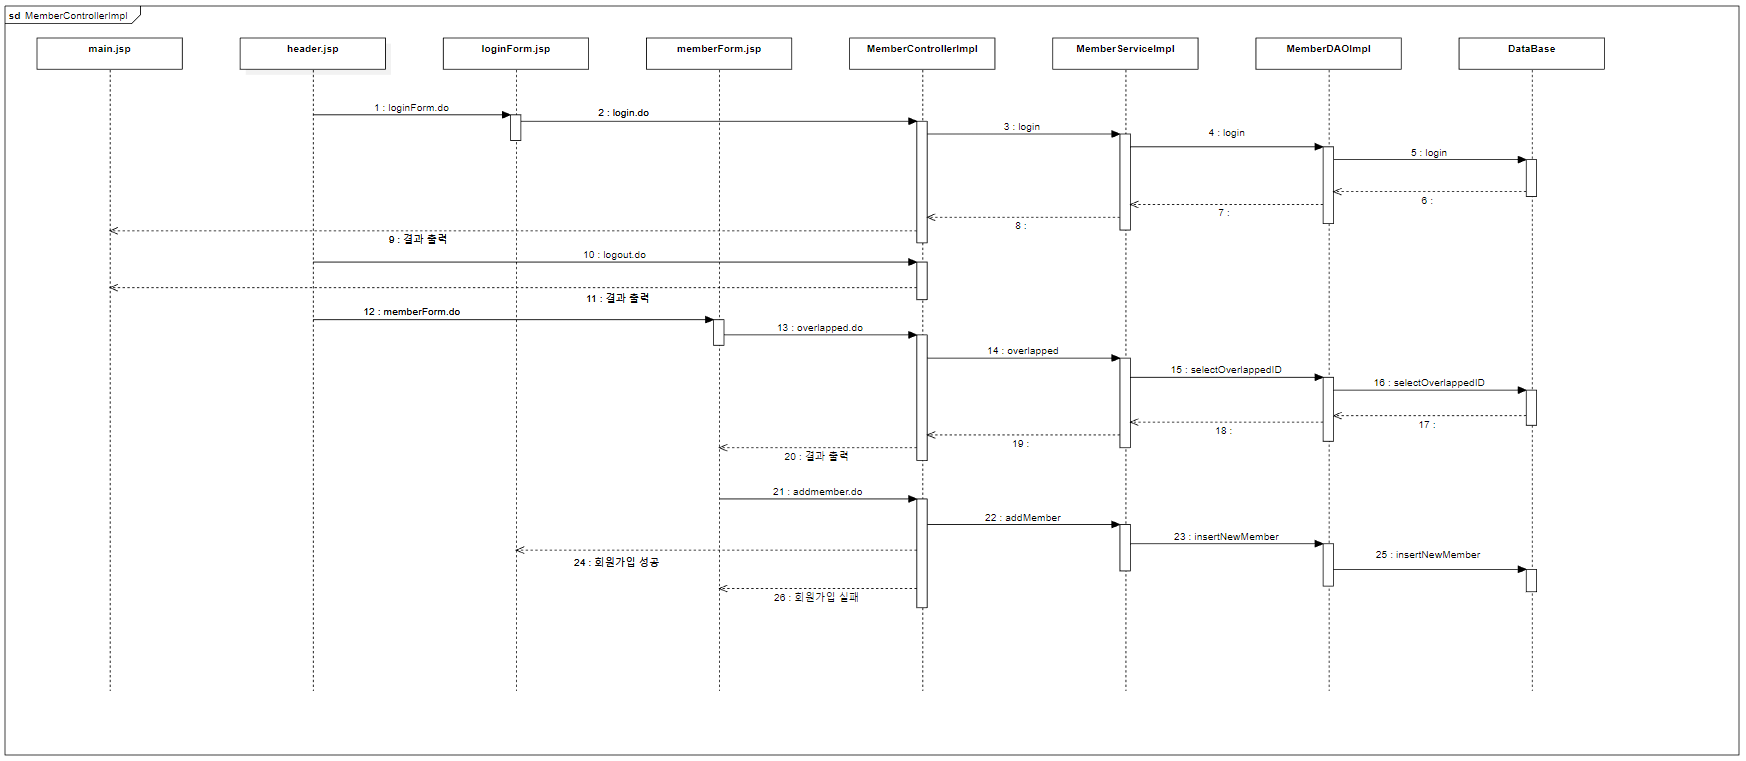 sd MemberControllerImpl
main.jsp
header.jsp
loginForm.jsp
memberForm.jsp
MemberControllerImpl
MemberServiceImpl
MemberDAOImpl
DataBase
1 : loginForm.do
2 : login.do
3 : login
4 : login
5 : login
6 :
7 :
8 :
9 : 결과 출력
10 : logout.do
11 : 결과 출력
12 : memberForm.do
13 : overlapped.do
14 : overlapped
15 : selectOverlappedID
16 : selectOverlappedID
17 :
18 :
19 :
20 : 결과 출력
21 : addmember.do
22 : addMember
23 : insertNewMember
24 : 회원가입 성공
25 : insertNewMember
26 : 회원가입 실패